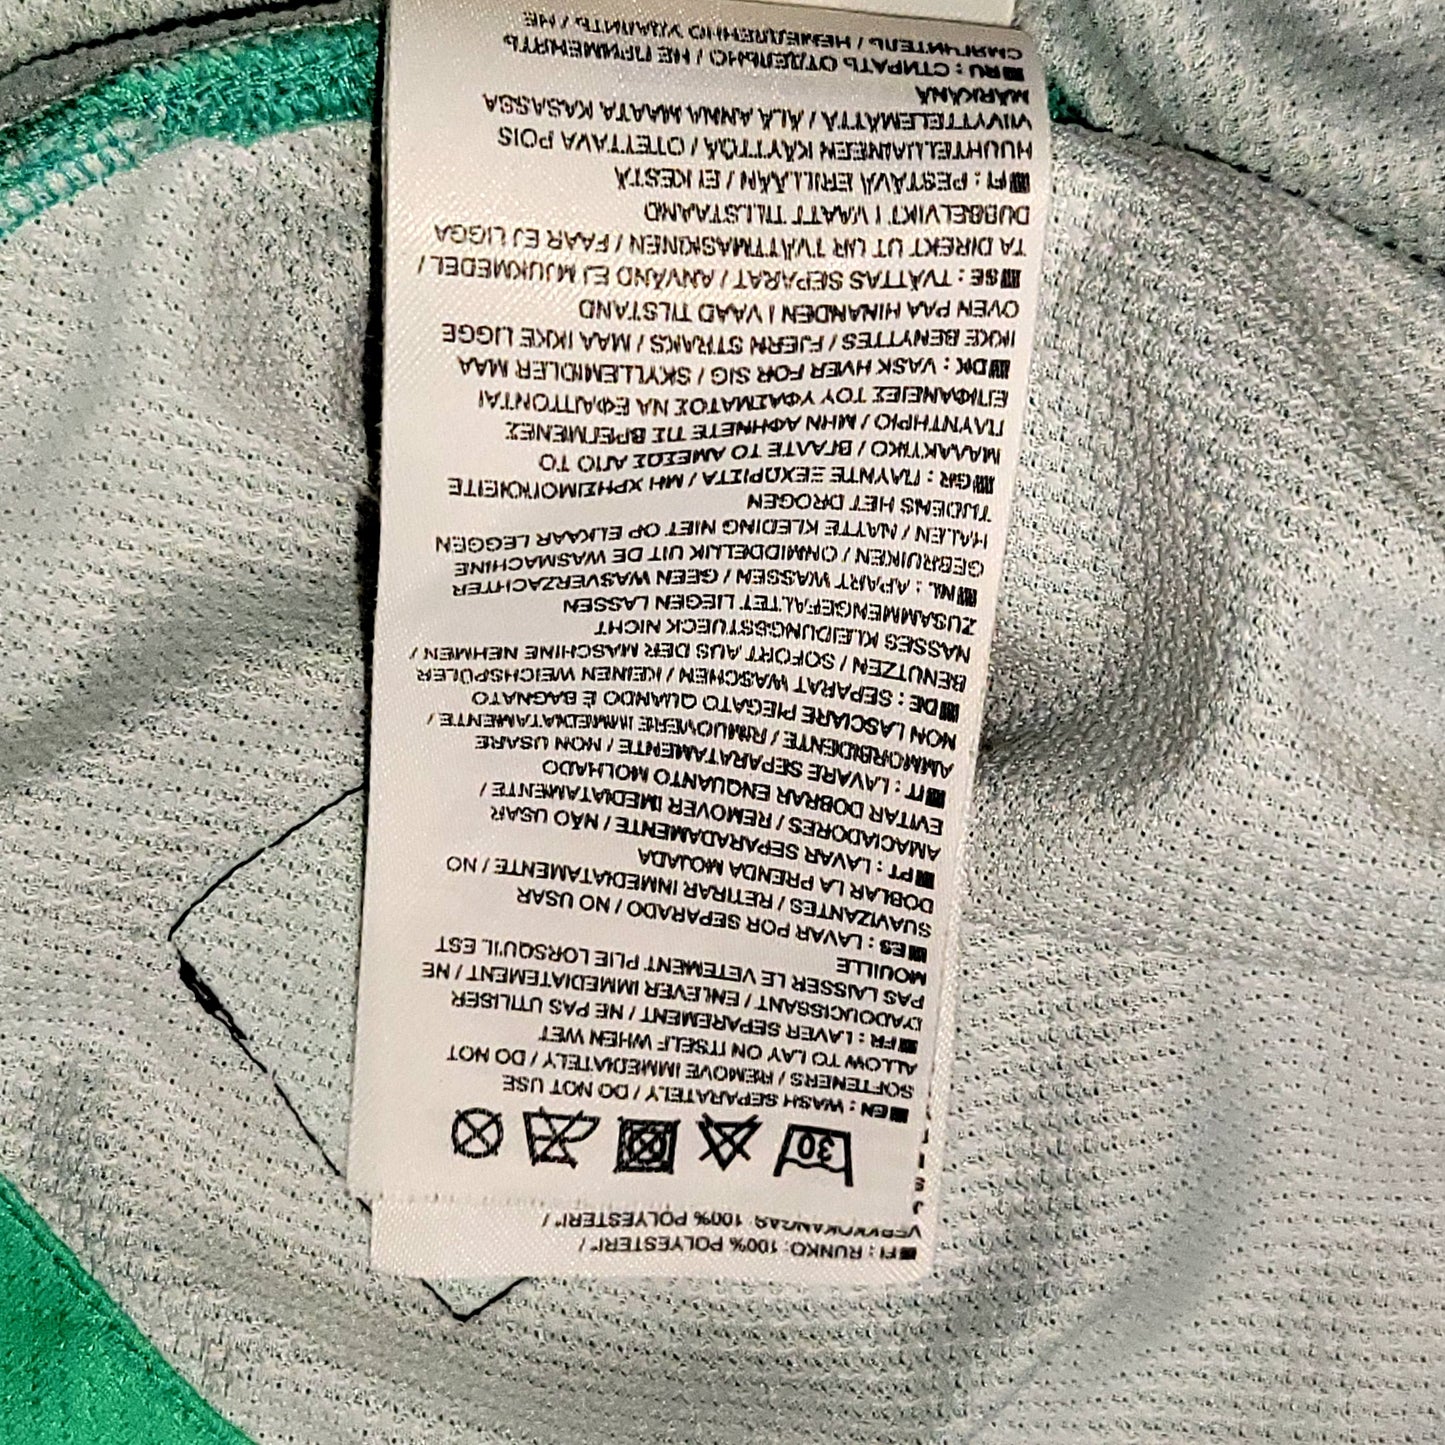 30
EN : WASH SEPARATELY / DO NOT USE
SOFTENERS / REMOVE IMMEDIATELY / DO NOT
ALLOW TO LAY ON ITSELF WHEN WET
FR : LAVER SEPAREMENT / NE PAS UTILISER
D'ADOUCISSANT / ENLEVER IMMEDIATEMENT / NE
PAS LAISSER LE VETEMENT PLIE LORSQU'IL EST
MOUILLE
ES : LAVAR POR SEPARADO / NO USAR
SUAVIZANTES / RETIRAR INMEDIATAMENTE / NO
DOBLAR LA PRENDA MOJADA
PT : LAVAR SEPARADAMENTE / NÃO USAR
AMACIADORES / REMOVER IMEDIATAMENTE /
EVITAR DOBRAR ENQUANTO MOLHADO
IT : LAVARE SEPARATAMENTE / NON USARE
AMMORBIDENTE / RIMUOVERE IMMEDIATAMENTE /
NON LASCIARE PIEGATO QUANDO È BAGNATO
DE : SEPARAT WASCHEN / KEINEN WEICHSPÜLER
BENUTZEN / SOFORT AUS DER MASCHINE NEHMEN /
NASSES KLEIDUNGSSTUECK NICHT
ZUSAMMENGEFALTET LIEGEN LASSEN
NL : APART WASSEN / GEEN WASVERZACHTER
GEBRUIKEN / ONMIDDELLIJK UIT DE WASMACHINE
HALEN / NATTE KLEDING NIET OP ELKAAR LEGGEN
TIJDENS HET DROGEN
GR : ΠΛΥΝΤΕ ΞΕΧΩΡΙΣΤΑ / ΜΗ ΧΡΗΣΙΜΟΠΟΙΕΙΤΕ
ΜΑΛΑΚΤΙΚΟ / ΒΓΑΛΤΕ ΤΟ ΑΜΕΣΩΣ ΑΠΟ ΤΟ
ΠΛΥΝΤΗΡΙΟ / ΜΗΝ ΑΦΗΝΕΤΕ ΤΙΣ ΒΡΕΓΜΕΝΕΣ
ΕΠΙΦΑΝΕΙΕΣ ΤΟΥ ΥΦΑΣΜΑΤΟΣ ΝΑ ΕΦΑΠΤΟΝΤΑΙ
DK : VASK HVER FOR SIG / SKYLLEMIDLER MAA
IKKE BENYTTES / FJERN STRAKS / MAA IKKE LIGGE
OVEN PAA HINANDEN I VAAD TILSTAND
SE : TVÄTTAS SEPARAT / ANVÄND EJ MJUKMEDEL /
TA DIREKT UT UR TVÄTTMASKINEN / FAAR EJ LIGGA
DUBBELVIKT I VAATT TILLSTAAND
FI : PESTÄVÄ ERILLÄÄN / EI KESTÄ
HUUHTELUAINEEN KÄYTTÖÄ / OTETTAVA POIS
VIIVYTTELEMÄTTÄ / ÄLÄ ANNA MAATA KASASSA
MÄRKÄNÄ
RU : СТИРАТЬ ОТДЕЛЬНО / НЕ ПРИМЕНЯТЬ
СМЯГЧИТЕЛЬ / НЕМЕДЛЕННО УДАЛИТЬ / НЕ
FI : RUNKO: 100% POLYESTERI* /
VERKKOKANGAS: 100% POLYESTERI* /